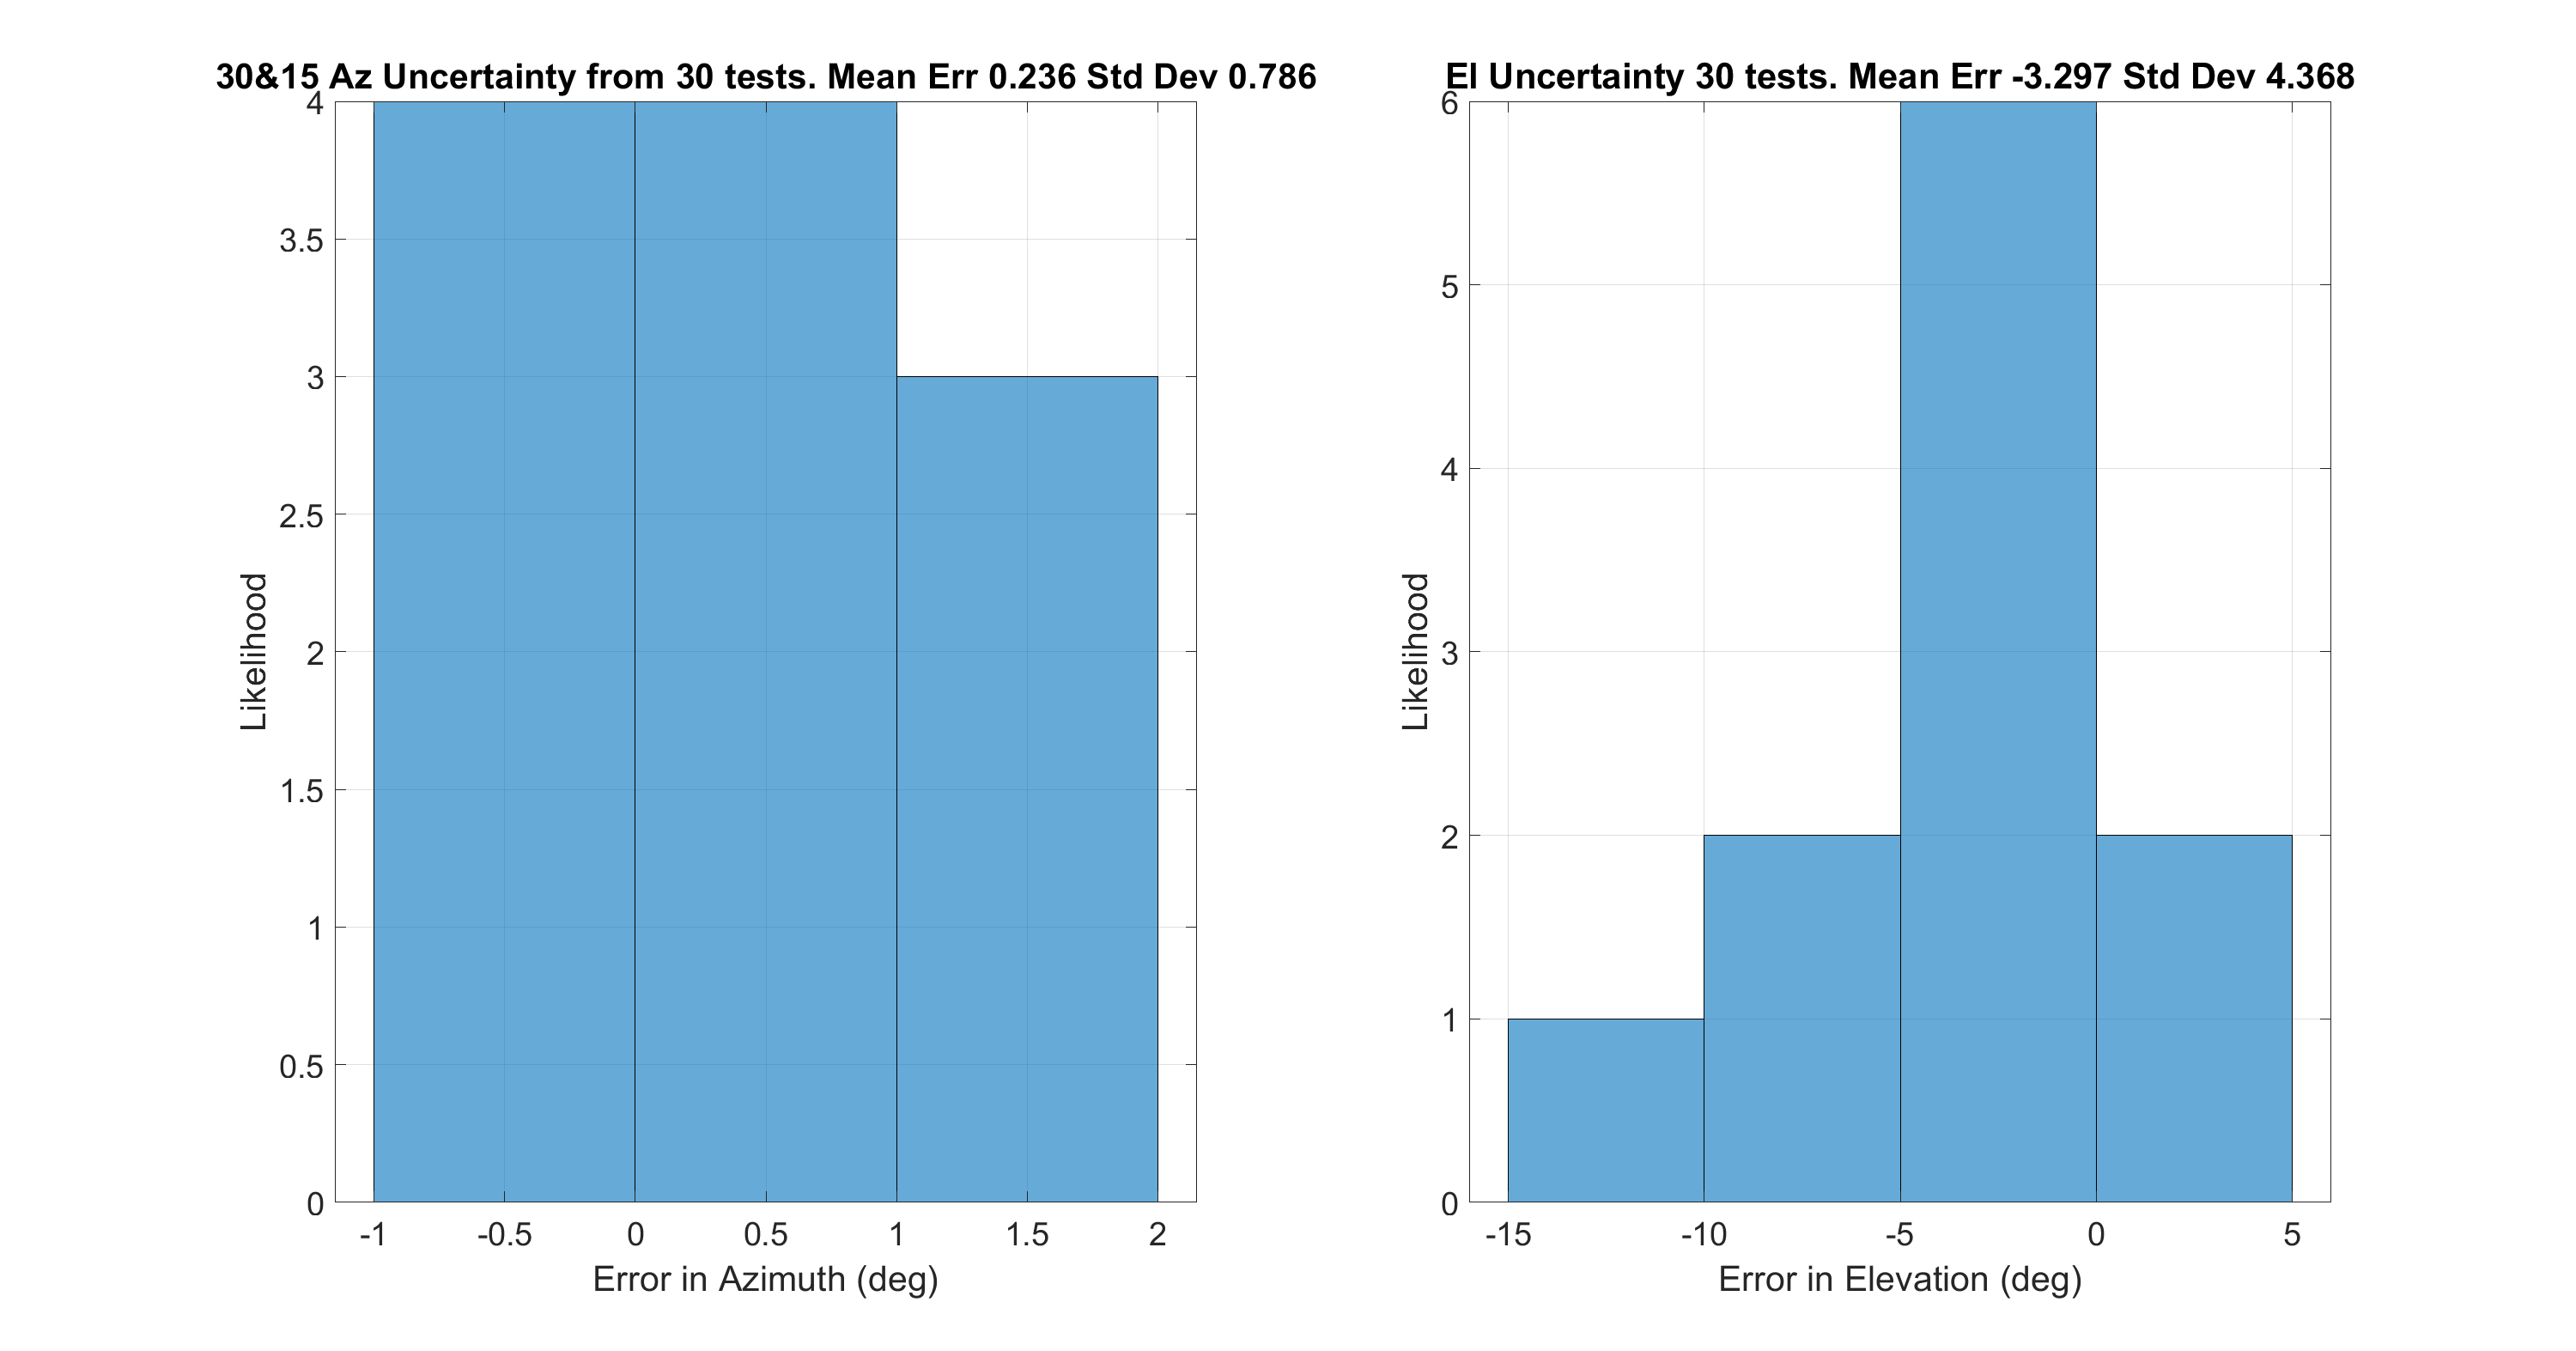 30&15 Az Uncertainty from 30 tests. Mean Err 0.236 Std Dev 0.786
4
3.5
3
2.5
2
1.5
1
0.5
0
Likelihood
-1 -0.5 0 0.5 1 1.5 2
Error in Azimuth (deg)
El Uncertainty 30 tests. Mean Err -3.297 Std Dev 4.368
6
5
4
3
2
1
0
Likelihood
-15 -10 -5 0 5
Error in Elevation (deg)